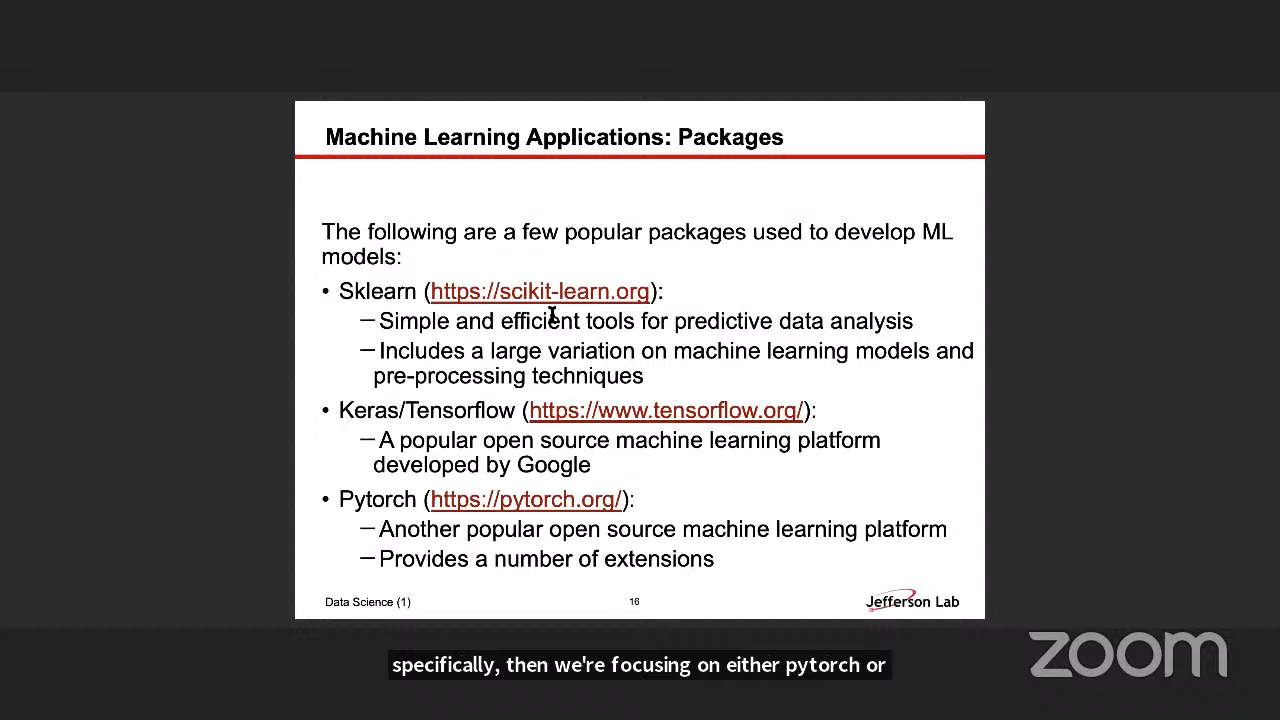 Machine Learning Applications: Packages
The following are a few popular packages used to develop ML
models:
• Sklearn (https://scikit-learn.org):
– Simple and efficient tools for predictive data analysis
– Includes a large variation on machine learning models and
pre-processing techniques
• Keras/Tensorflow (https://www.tensorflow.org/):
– A popular open source machine learning platform
developed by Google
• Pytorch (https://pytorch.org/):
– Another popular open source machine learning platform
– Provides a number of extensions
Data Science (1)
16
Jefferson Lab
specifically, then we're focusing on either pytorch or
zoom